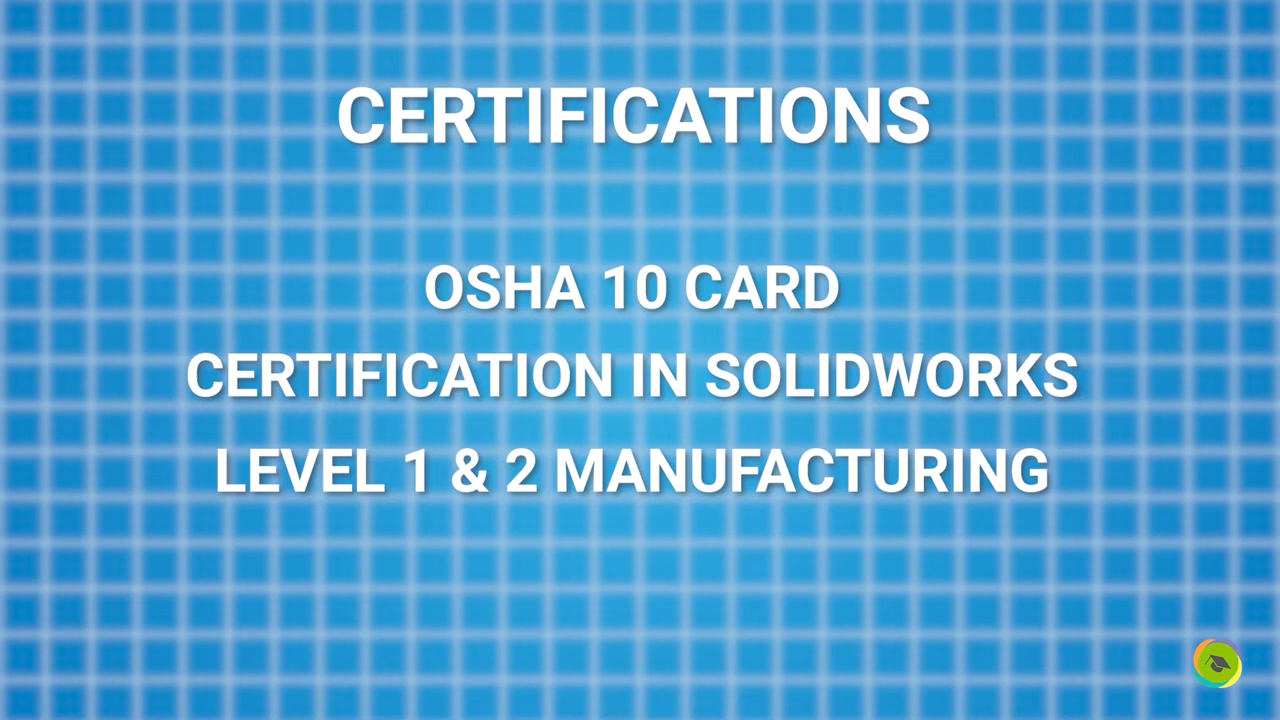 CERTIFICATIONS
OSHA 10 CARD
CERTIFICATION IN SOLIDWORKS
LEVEL 1 & 2 MANUFACTURING